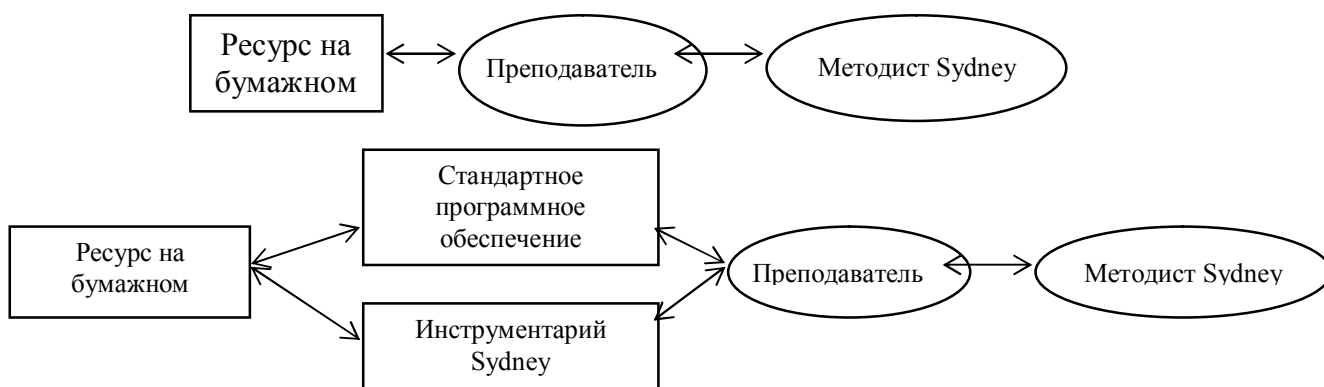 Ресурс на
бумажном
Преподаватель
Методист Sydney
Стандартное
программное
обеспечение
Ресурс на
бумажном
Преподаватель
Методист Sydney
Инструментарий
Sydney